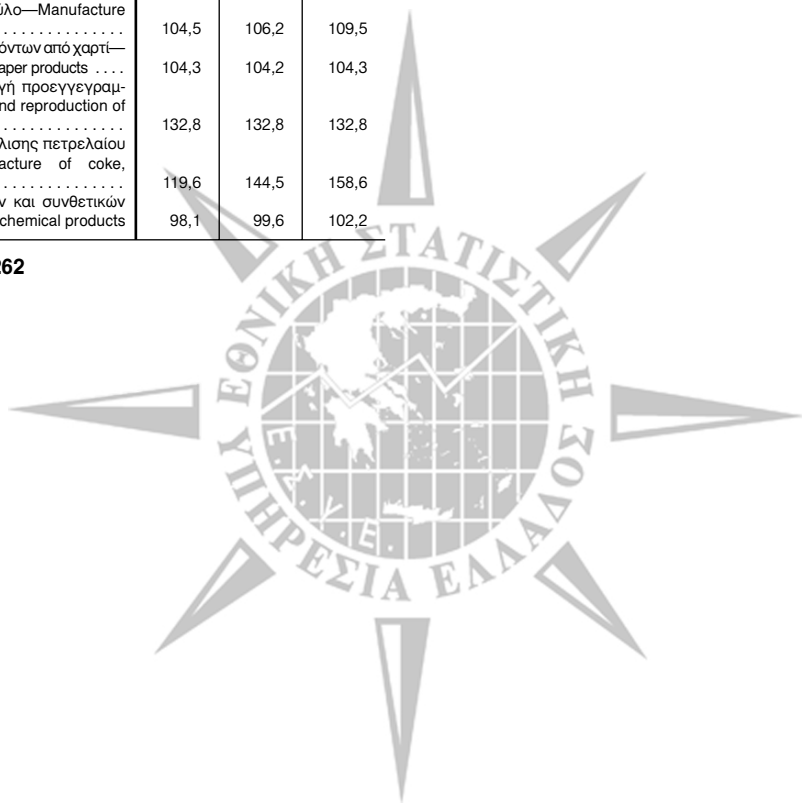 ύλο—Manufacture
. . . . . . . . . . . . . . . 104,5 106,2 109,5
όντων από χαρτί—
aper products . . . . 104,3 104,2 104,3
γή προεγγεγραμ-
nd reproduction of
. . . . . . . . . . . . . . . 132,8 132,8 132,8
λισης πετρελαίου
acture of coke,
. . . . . . . . . . . . . . . 119,6 144,5 158,6
ν και συνθετικών
chemical products 98,1 99,6 102,2
262
ΕΘΝΙΚΗ ΣΤΑΤΙΣΤΙΚΗ
ΥΠΗΡΕΣΙΑ ΕΛΛΑΔΟΣ
Ε.Σ.Υ.Ε.